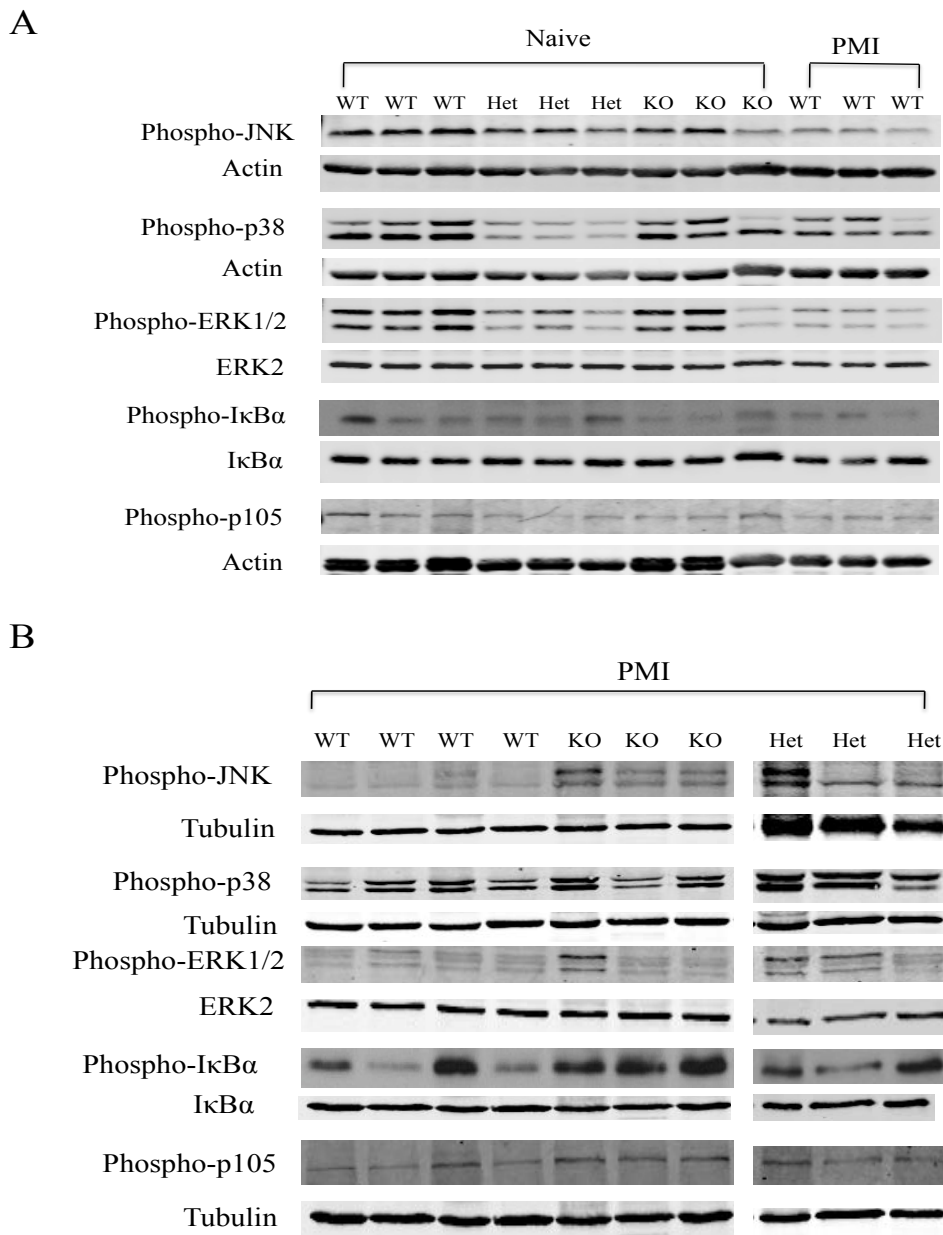 A
Naive
PMI
WT WT WT Het Het Het KO KO KO WT WT WT
Phospho-JNK
Actin
Phospho-p38
Actin
Phospho-ERK1/2
ERK2
Phospho-IκBα
IκBα
Phospho-p105
Actin
B
PMI
WT WT WT WT KO KO KO Het Het Het
Phospho-JNK
Tubulin
Phospho-p38
Tubulin
Phospho-ERK1/2
ERK2
Phospho-IκBα
IκBα
Phospho-p105
Tubulin